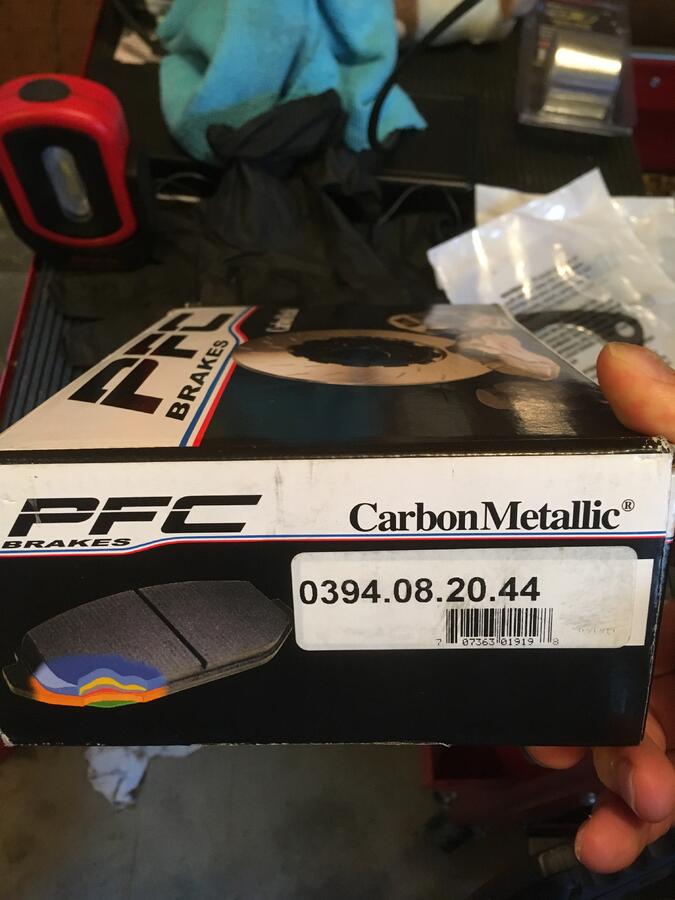 PFC
BRAKES
PFC
BRAKES
CarbonMetallic®
0394.08.20.44
7 07363 01919 8